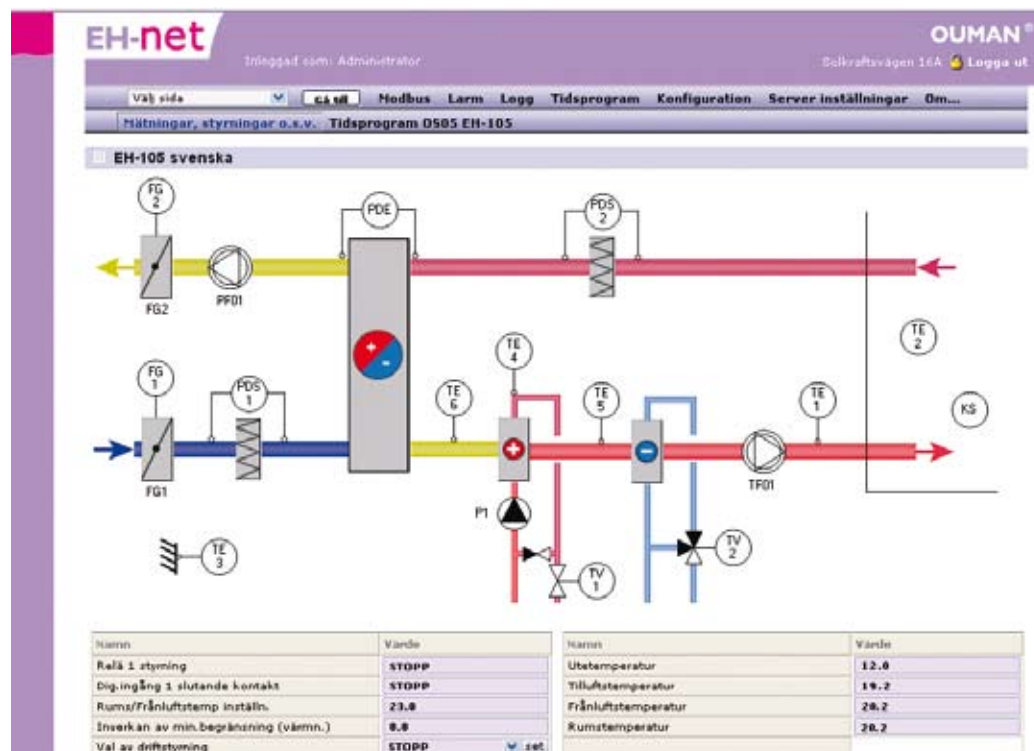 EH-net
OUMAN®
Inloggad som: Administrator
Solkraftsvägen 16A Logga ut
Välj sida Gå till Modbus Larm Logg Tidsprogram Konfiguration Server inställningar Om...
Mätningar, styrningar o.s.v. Tidsprogram OS05 EH-105
EH-105 svenska
FG 2
PDE
PDS 2
FG2
PF01
TE 2
TE 4
FG 1
PDS 1
TE 6
TE 5
TE 1
KS
FG1
TF01
P1
TE 3
TV 1
TV 2
Namn Värde
Relä 1 styrning STOPP
Dig.ingång 1 slutande kontakt STOPP
Rums/Frånluftstemp inställn. 23.0
Inverkan av min.begränsning (värmn.) 0.0
Val av driftstyrning STOPP set
Namn Värde
Utetemperatur 12.0
Tilluftstemperatur 19.2
Frånluftstemperatur 20.2
Rumstemperatur 20.2